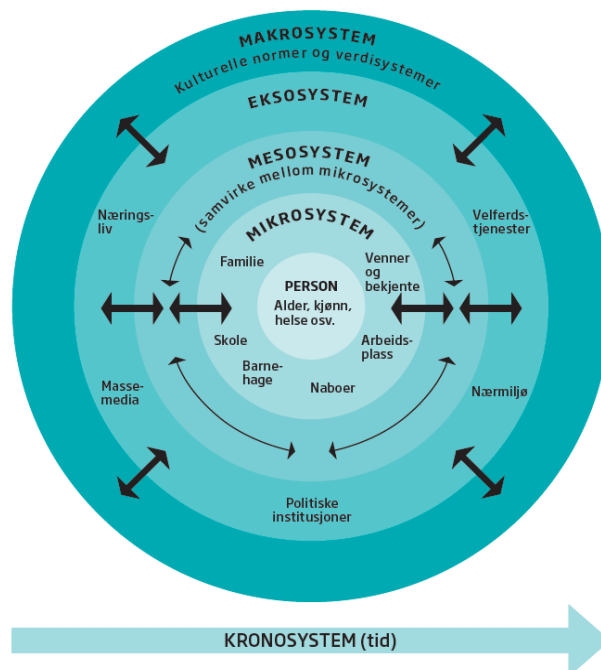 MAKROSYSTEM
Kulturelle normer og verdisystemer
EKSOSYSTEM
MESOSYSTEM
(samvirke mellom mikrosystemer)
MIKROSYSTEM
Nærings-
liv
Velferds-
tjenester
Familie
Venner
og
bekjente
PERSON
Alder, kjønn,
helse osv.
Skole
Arbeids-
plass
Barne-
hage
Naboer
Masse-
media
Nærmiljø
Politiske
institusjoner
KRONOSYSTEM (tid)